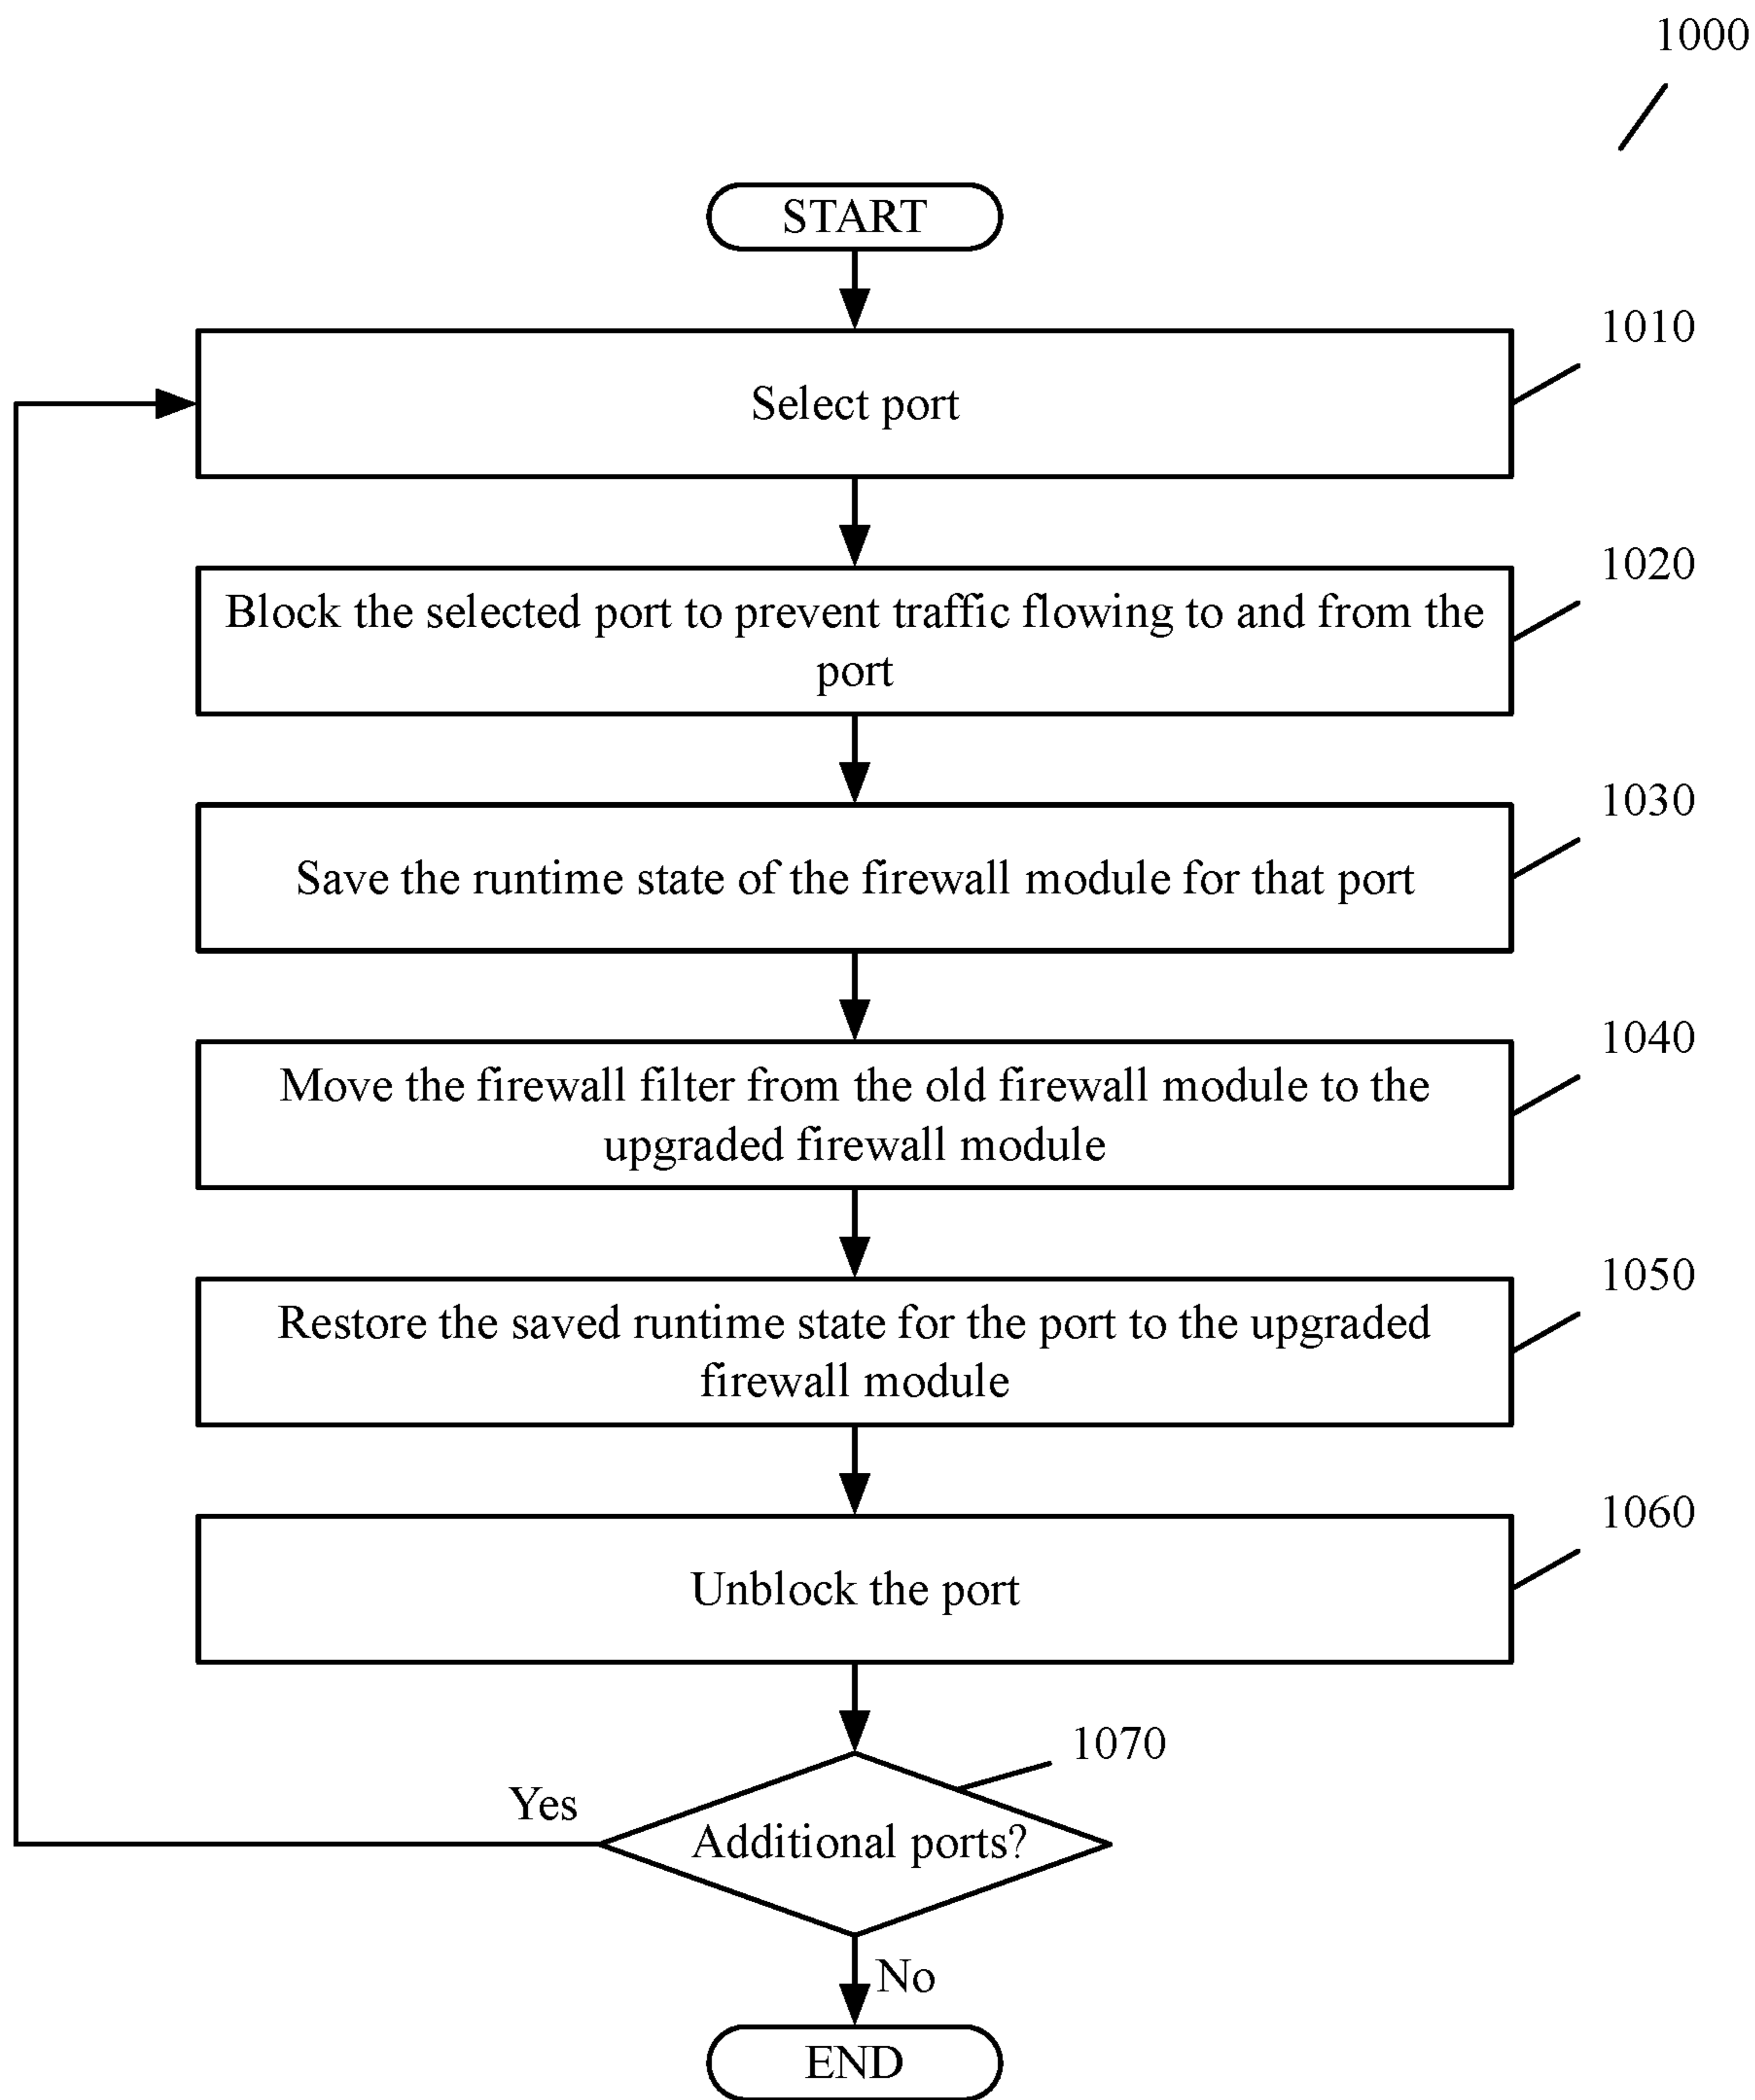 1000
START
1010
Select port
1020
Block the selected port to prevent traffic flowing to and from the
port
1030
Save the runtime state of the firewall module for that port
1040
Move the firewall filter from the old firewall module to the
upgraded firewall module
1050
Restore the saved runtime state for the port to the upgraded
firewall module
1060
Unblock the port
1070
Yes
Additional ports?
No
END